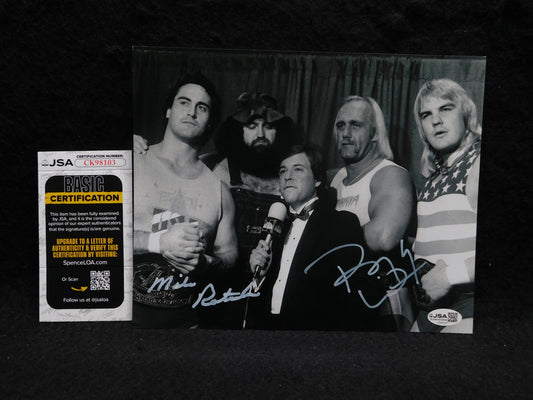 JSA
CERTIFICATION NUMBER
CK98103
BASIC
CERTIFICATION
This item has been fully examined
by JSA, and it is the considered
opinion of our expert authenticators
that the signature(s) is/are genuine.
UPGRADE TO A LETTER OF
AUTHENTICITY & VERIFY THIS
CERTIFICATION BY VISITING:
SpenceLOA.com
Or Scan
Follow us at @jsaloa
Mike
Rotunda
JSA